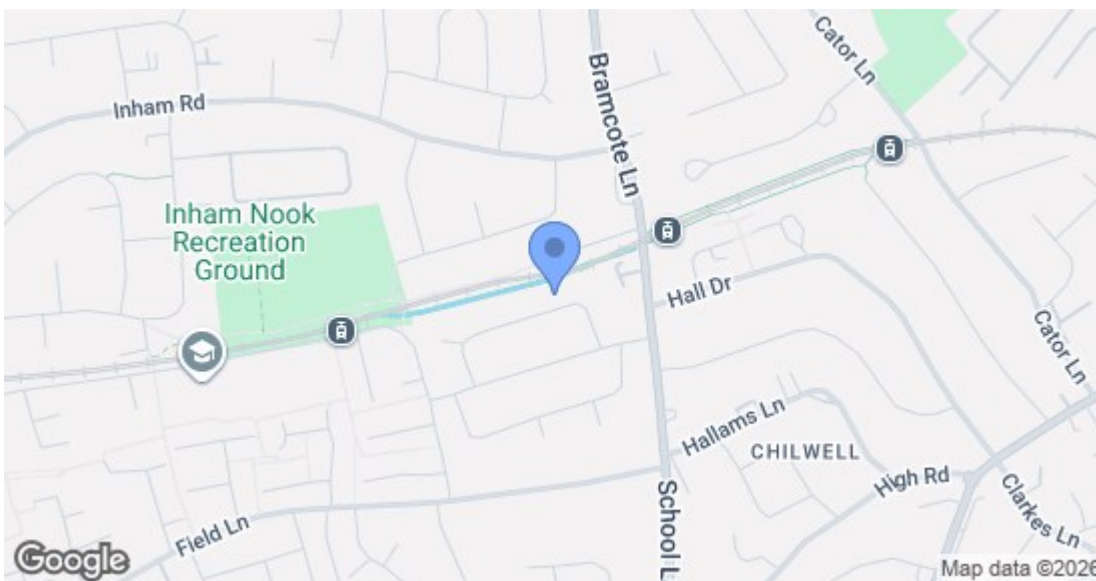 Cator Ln
Bramcote Ln
Inham Rd
Inham Nook
Recreation
Ground
Hall Dr
Cator Ln
Hallams Ln
CHILWELL
High Rd
School L
Clarkes Ln
Field Ln
Google
Map data ©2026